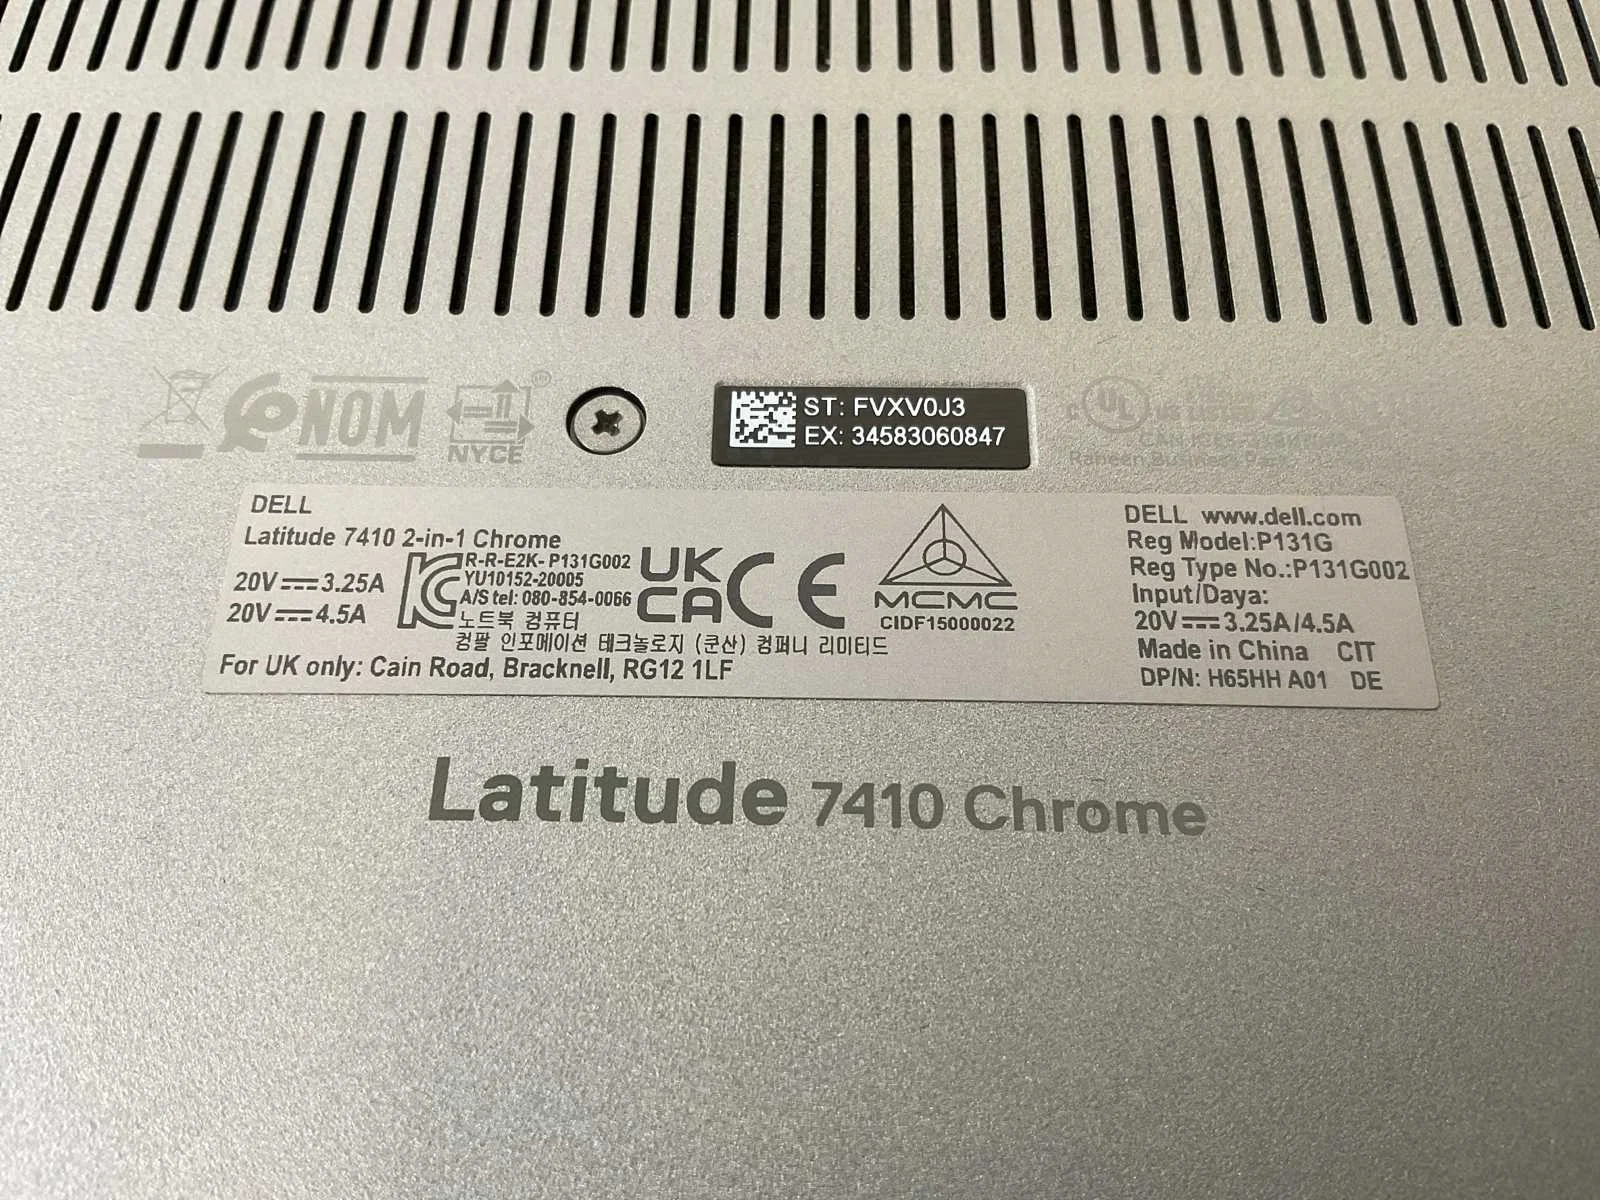 NOM
NYCE
ST: FVXV0J3
EX: 34583060847
c UL
Raheen Business Park
DELL
Latitude 7410 2-in-1 Chrome
20V 3.25A
20V 4.5A
R-R-E2K- P131G002
YU10152-20005
A/S tel: 080-854-0066
노트북 컴퓨터
컴팔 인포메이션 테크놀로지 (쿤산) 컴퍼니 리미티드
For UK only: Cain Road, Bracknell, RG12 1LF
UK
CA
CE
MCMC
CIDF15000022
DELL www.dell.com
Reg Model:P131G
Reg Type No.:P131G002
Input/Daya:
20V 3.25A/4.5A
Made in China CIT
DP/N: H65HH A01 DE
Latitude 7410 Chrome